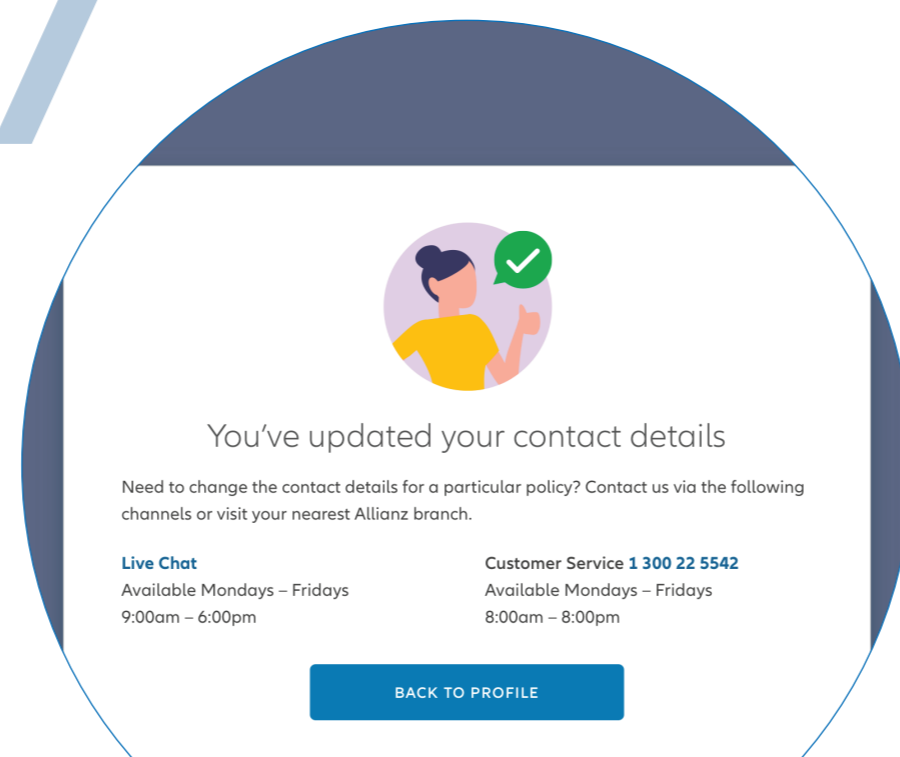 You've updated your contact details
Need to change the contact details for a particular policy? Contact us via the following
channels or visit your nearest Allianz branch.
Live Chat
Available Mondays – Fridays
9:00am – 6:00pm
Customer Service 1 300 22 5542
Available Mondays – Fridays
8:00am – 8:00pm
BACK TO PROFILE